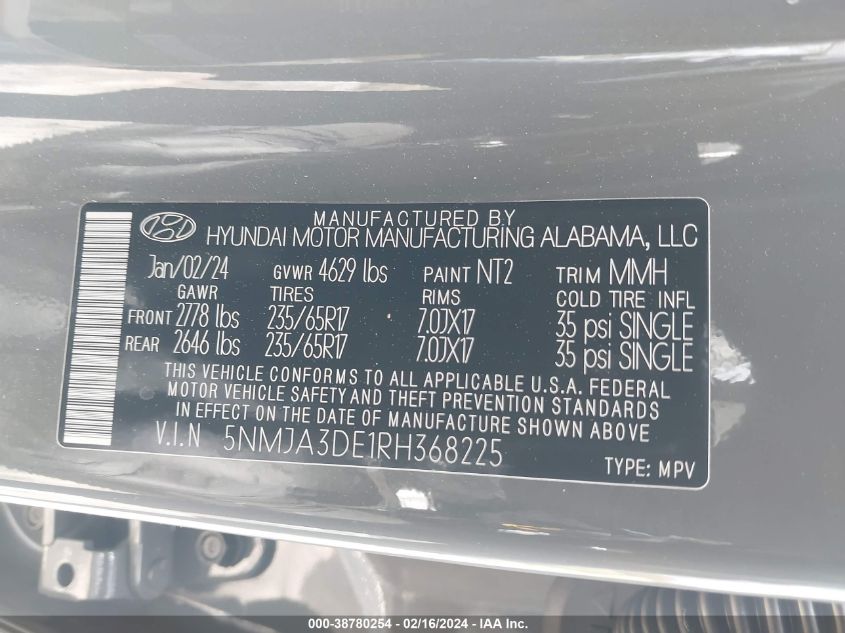 MANUFACTURED BY
HYUNDAI MOTOR MANUFACTURING ALABAMA, LLC
Jan/02/24 GVWR 4629 lbs PAINT NT2 TRIM MMH
GAWR TIRES RIMS COLD TIRE INFL
FRONT 2778 lbs 235/65R17 7.0JX17 35 psi SINGLE
REAR 2646 lbs 235/65R17 7.0JX17 35 psi SINGLE
THIS VEHICLE CONFORMS TO ALL APPLICABLE U.S.A. FEDERAL
MOTOR VEHICLE SAFETY AND THEFT PREVENTION STANDARDS
IN EFFECT ON THE DATE OF MANUFACTURE SHOWN ABOVE
V.I.N 5NMJA3DE1RH368225
TYPE: MPV
000-38780254 - 02/16/2024 - IAA Inc.